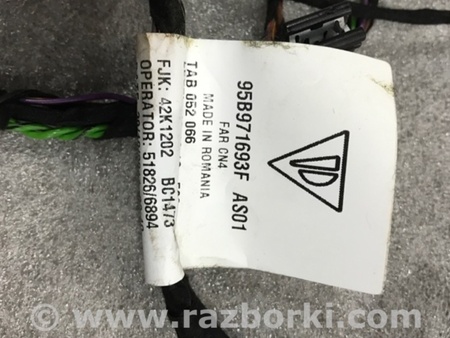 95B971693F AS01
FAR CN4
MADE IN ROMANIA
TAB 052 066
FJK: 42K1202 BC1473
OPERATOR: 51826/6894
www.razborki.com